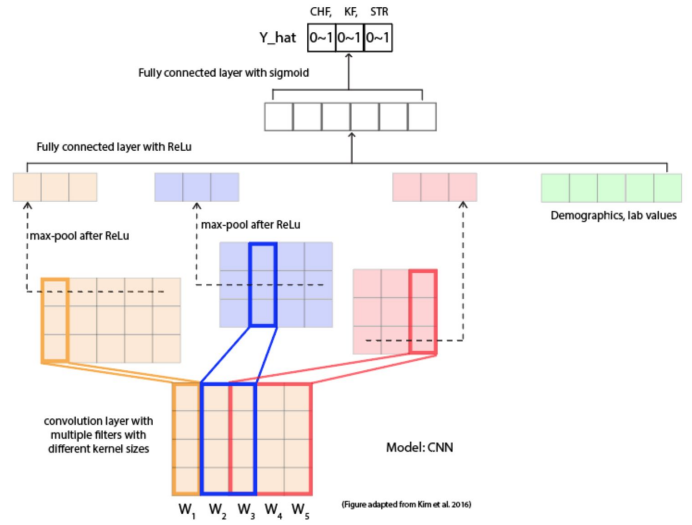 CHF, KF, STR
Y_hat 0~1 0~1 0~1
Fully connected layer with sigmoid
Fully connected layer with ReLu
Demographics, lab values
max-pool after ReLu
max-pool after ReLu
convolution layer with
multiple filters with
different kernel sizes
Model: CNN
W1 W2 W3 W4 W5
(Figure adapted from Kim et al. 2016)